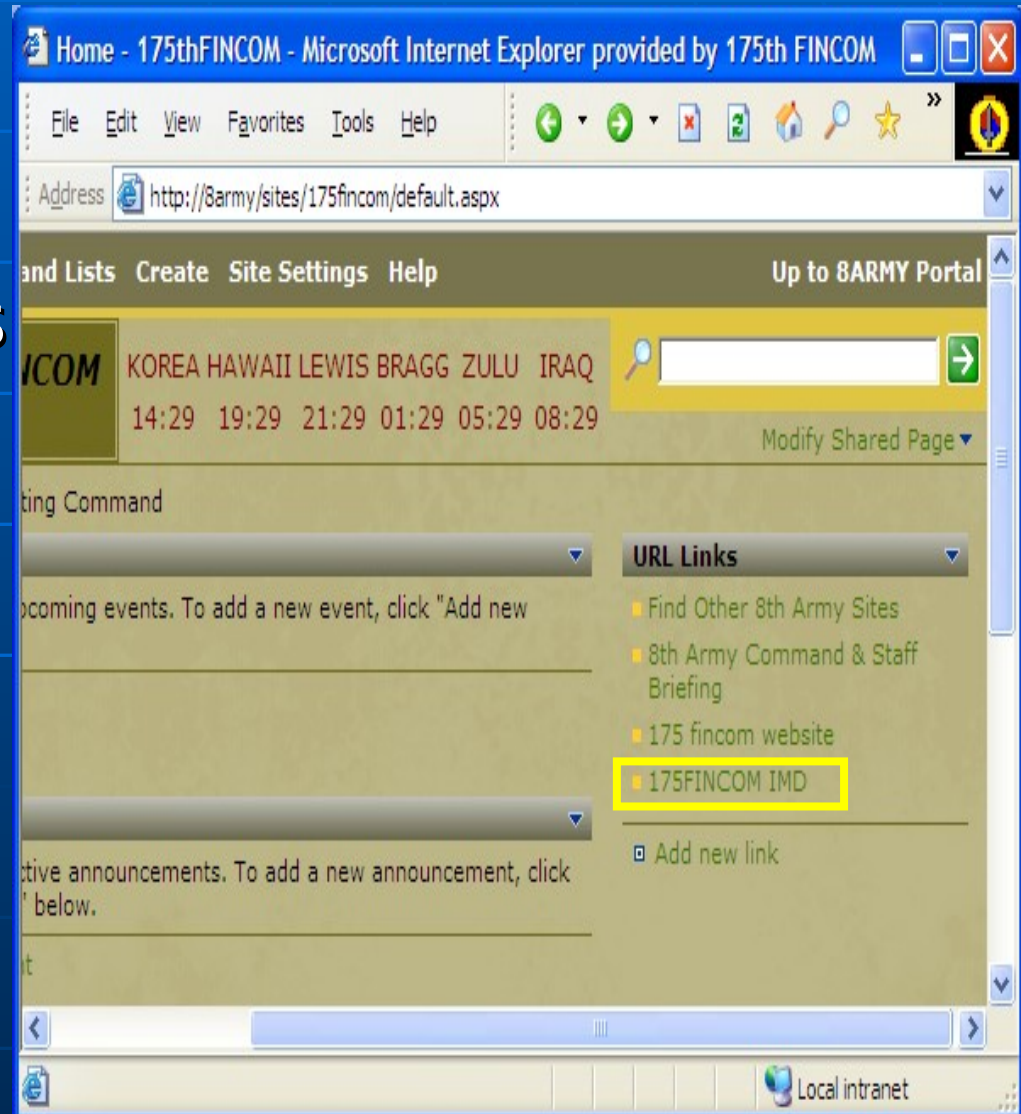 Home - 175thFINCOM - Microsoft Internet Explorer provided by 175th FINCOM
File Edit View Favorites Tools Help
Address http://8army/sites/175fincom/default.aspx
and Lists Create Site Settings Help Up to 8ARMY Portal
KOREA HAWAII LEWIS BRAGG ZULU IRAQ
14:29 19:29 21:29 01:29 05:29 08:29
Modify Shared Page
ting Command
URL Links
pcoming events. To add a new event, click "Add new
Find Other 8th Army Sites
8th Army Command & Staff
Briefing
175 fincom website
175FINCOM IMD
Add new link
ctive announcements. To add a new announcement, click
" below.
Local intranet